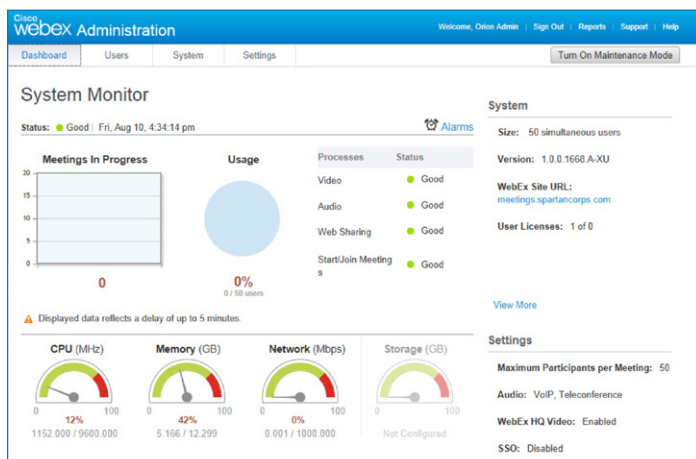 Cisco
webex Administration
Welcome, Orion Admin | Sign Out | Reports | Support | Help
Dashboard Users System Settings
Turn On Maintenance Mode
System Monitor
Status: Good | Fri, Aug 10, 4:34:14 pm
Alarms
Meetings In Progress
20
15
10
5
0
0
Usage
0%
0 / 50 users
Processes Status
Video Good
Audio Good
Web Sharing Good
Start/Join Meeting
s
Good
Displayed data reflects a delay of up to 5 minutes.
CPU (MHz)
0 100
12%
1152.000 / 9600.000
Memory (GB)
0 100
42%
5.166 / 12.299
Network (Mbps)
0 100
0%
0.001 / 1000.000
Storage (GB)
0 100
Not Configured
System
Size: 50 simultaneous users
Version: 1.0.0.1668.A-XU
WebEx Site URL:
meetings.spartancorps.com
User Licenses: 1 of 0
View More
Settings
Maximum Participants per Meeting: 50
Audio: VoIP, Teleconference
WebEx HQ Video: Enabled
SSO: Disabled